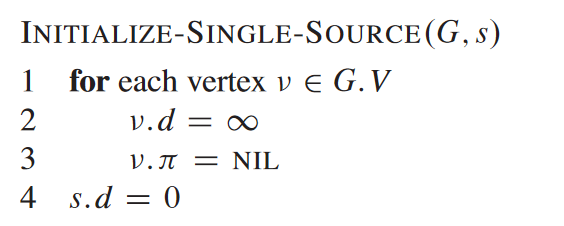 INITIALIZE-SINGLE-SOURCE(G, s)
1 for each vertex ν ∈ G.V
2 ν.d = ∞
3 ν.π = NIL
4 s.d = 0